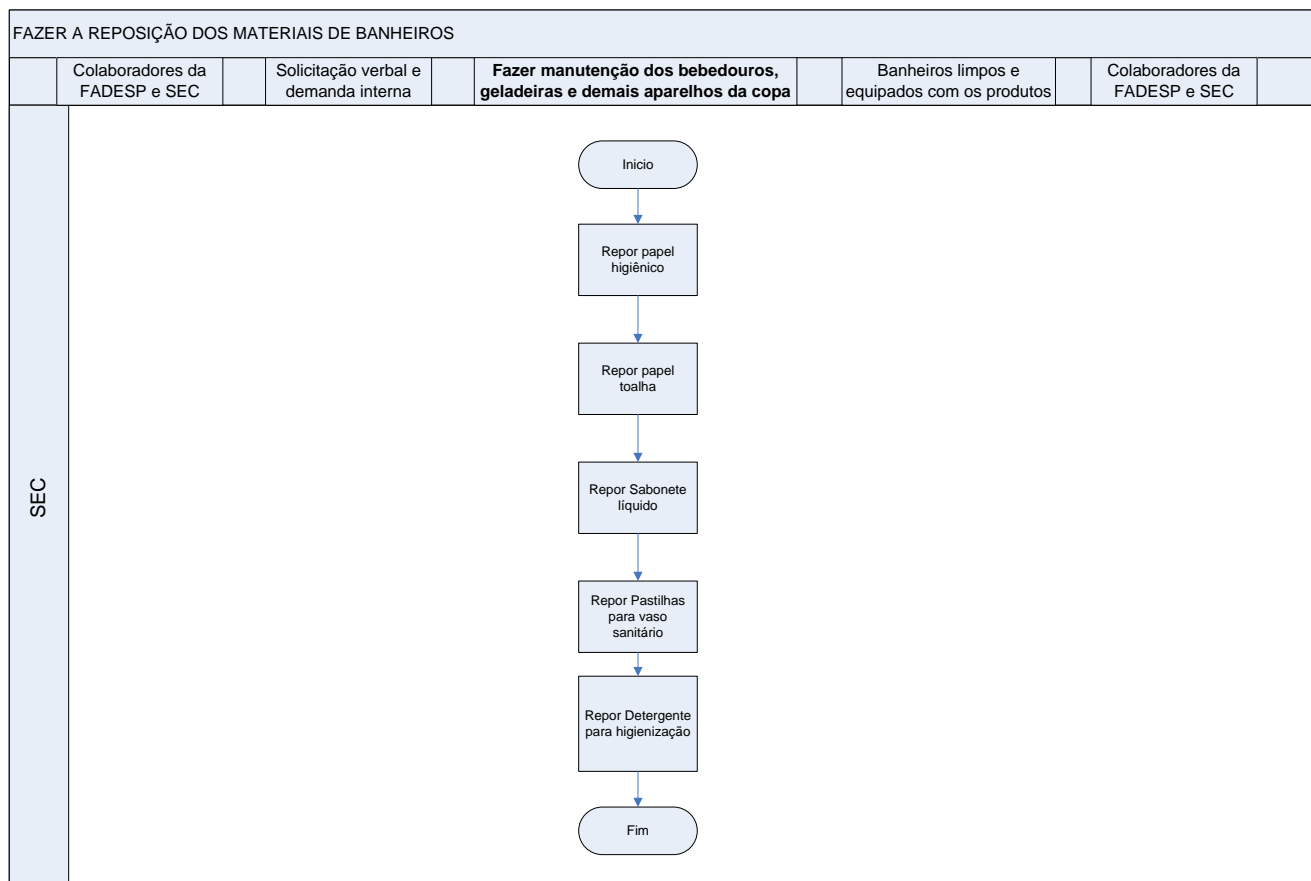 FAZER A REPOSIÇÃO DOS MATERIAIS DE BANHEIROS
Colaboradores da
FADESP e SEC
Solicitação verbal e
demanda interna
Fazer manutenção dos bebedouros,
geladeiras e demais aparelhos da copa
Banheiros limpos e
equipados com os produtos
Colaboradores da
FADESP e SEC
SEC
Inicio
Repor papel
higiênico
Repor papel
toalha
Repor Sabonete
líquido
Repor Pastilhas
para vaso
sanitário
Repor Detergente
para higienização
Fim